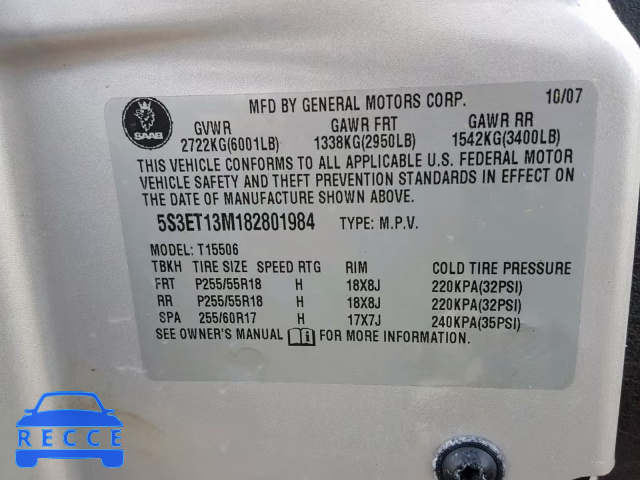 MFD BY GENERAL MOTORS CORP. 10/07
SAAB
GVWR GAWR FRT GAWR RR
2722KG(6001LB) 1338KG(2950LB) 1542KG(3400LB)
THIS VEHICLE CONFORMS TO ALL APPLICABLE U.S. FEDERAL MOTOR
VEHICLE SAFETY AND THEFT PREVENTION STANDARDS IN EFFECT ON
THE DATE OF MANUFACTURE SHOWN ABOVE.
5S3ET13M182801984 TYPE: M.P.V.
MODEL: T15506
TBKH TIRE SIZE SPEED RTG RIM COLD TIRE PRESSURE
FRT P255/55R18 H 18X8J 220KPA(32PSI)
RR P255/55R18 H 18X8J 220KPA(32PSI)
SPA 255/60R17 H 17X7J 240KPA(35PSI)
SEE OWNER'S MANUAL FOR MORE INFORMATION.
RECCE